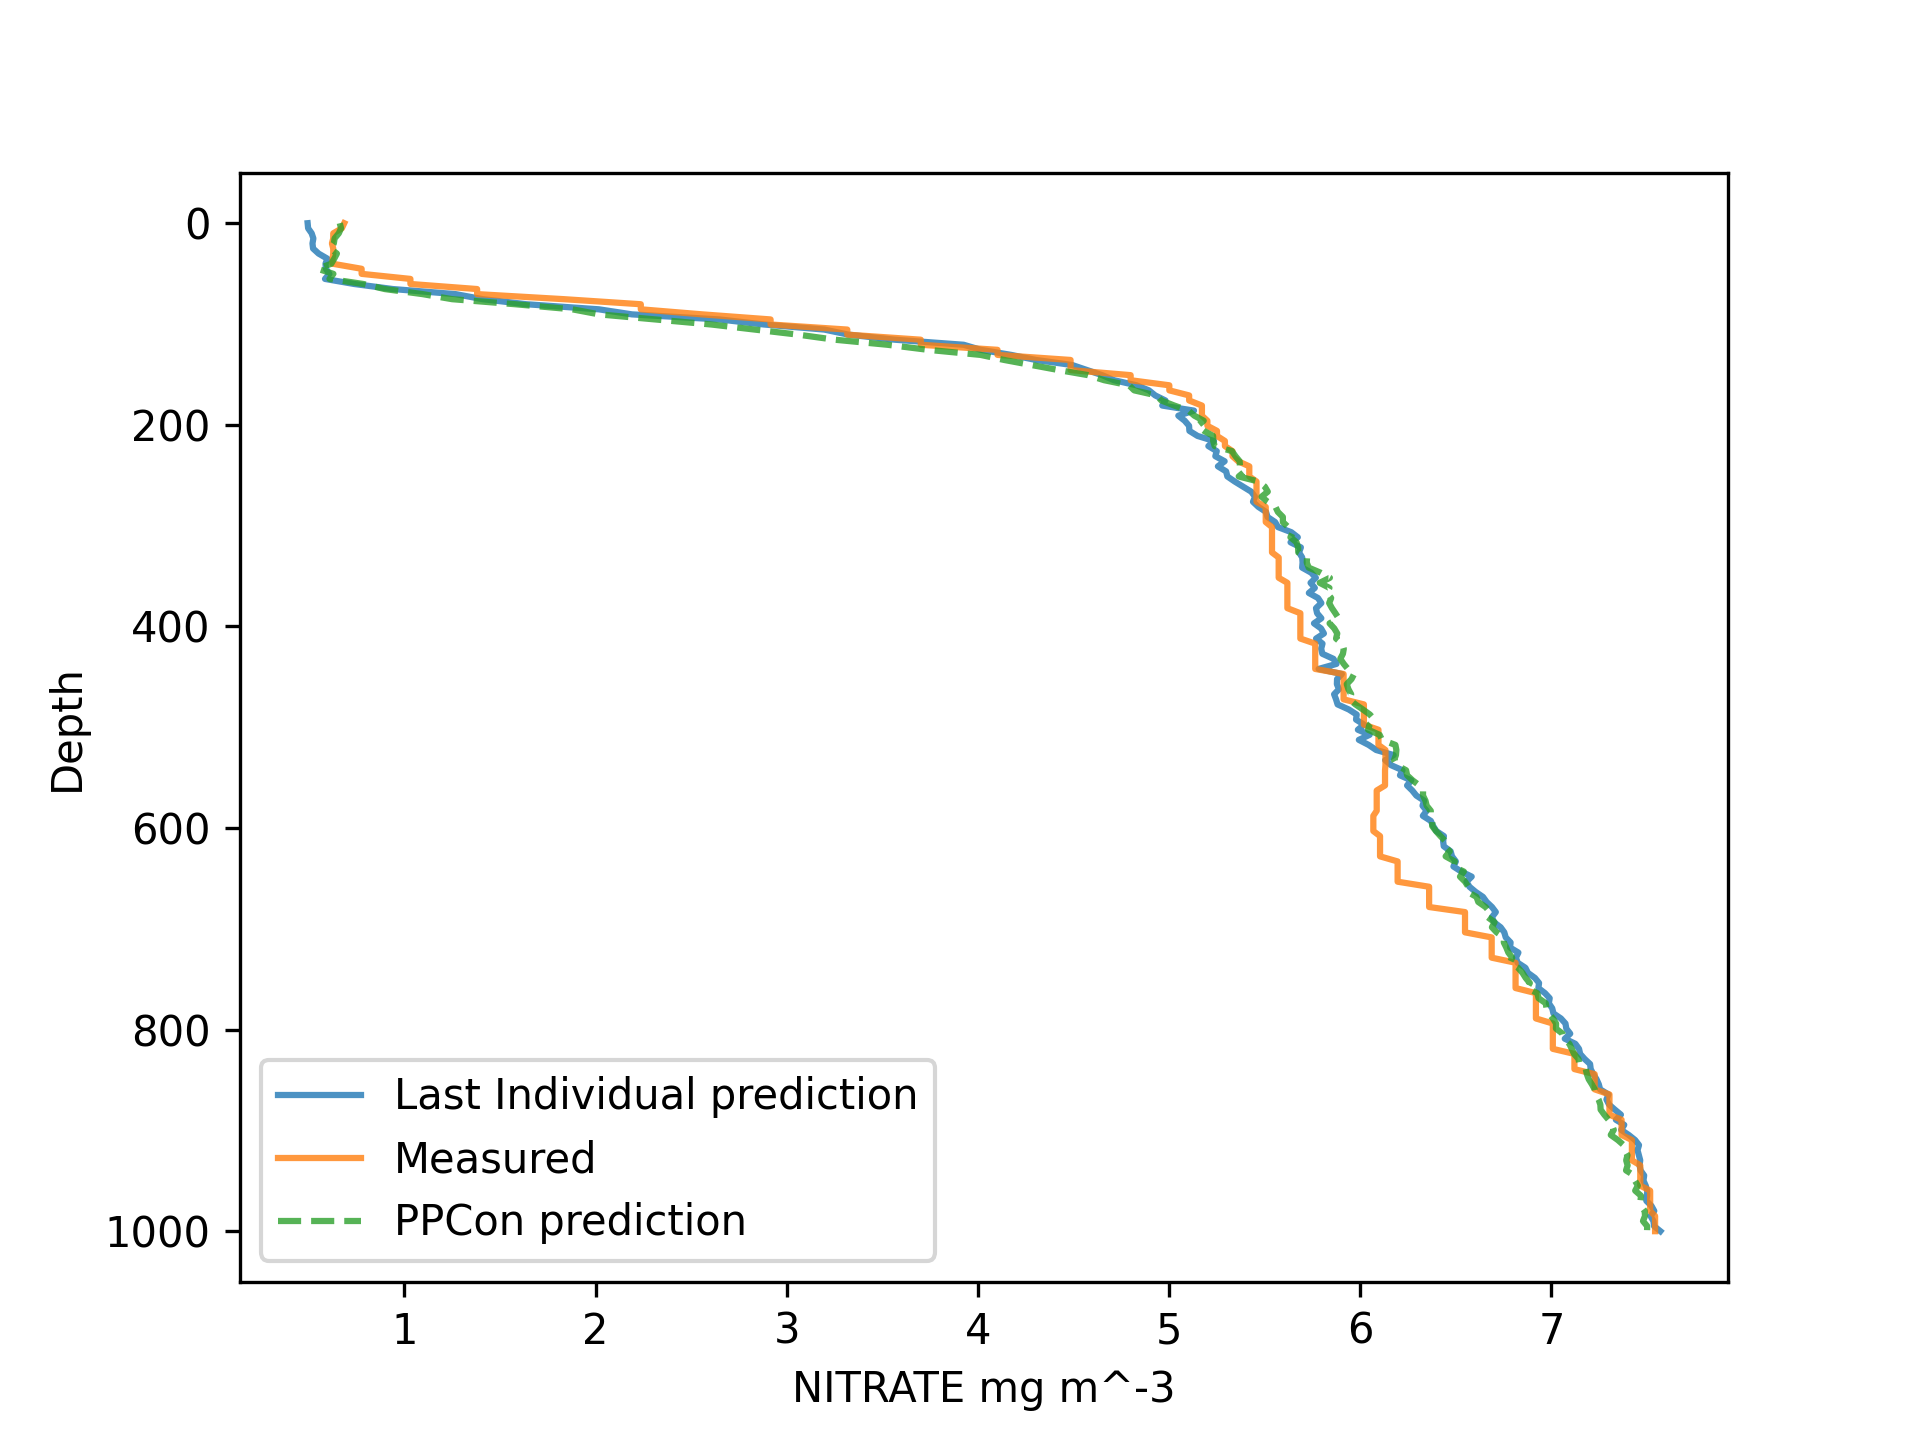 0
200
400
600
800
1000
Depth
Last Individual prediction
Measured
PPCon prediction
1 2 3 4 5 6 7
NITRATE mg m^-3